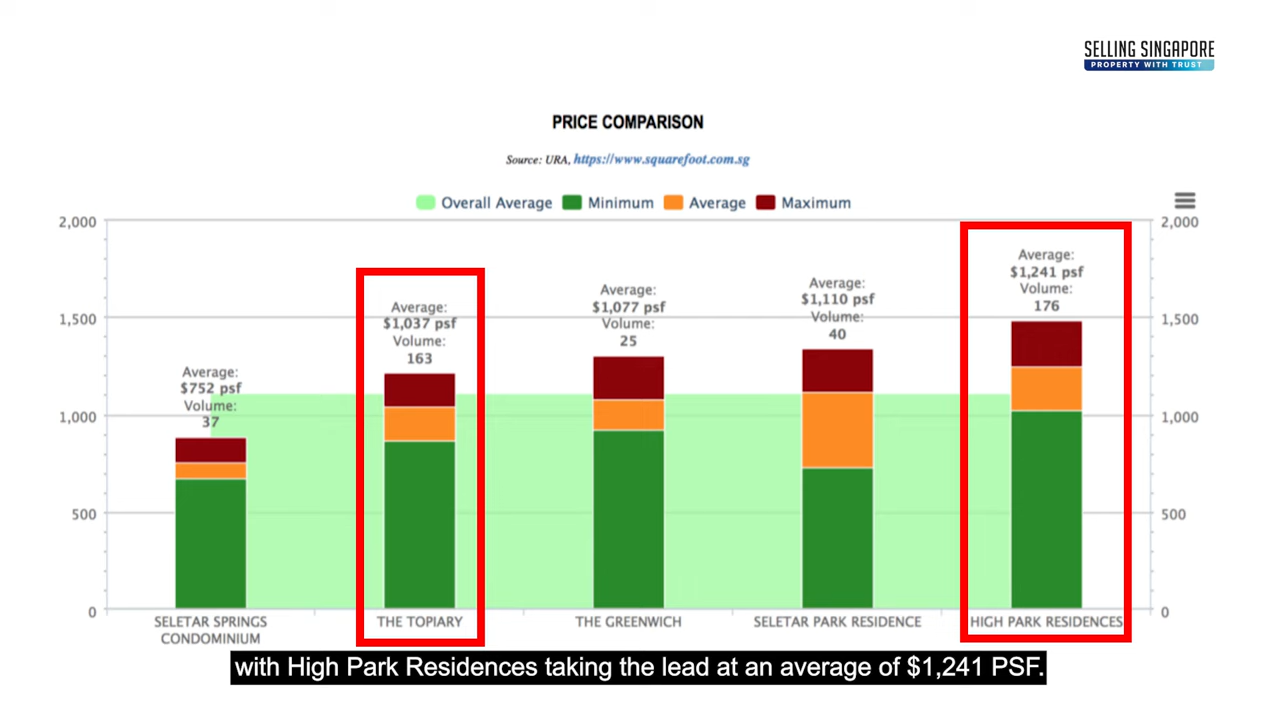 SELLING SINGAPORE
PROPERTY WITH TRUST
PRICE COMPARISON
Source: URA, https://www.squarefoot.com.sg
Overall Average Minimum Average Maximum
2,000
1,500
1,000
500
0
2,000
1,500
1,000
500
0
Average:
$752 psf
Volume:
37
Average:
$1,037 psf
Volume:
163
Average:
$1,077 psf
Volume:
25
Average:
$1,110 psf
Volume:
40
Average:
$1,241 psf
Volume:
176
SELETAR SPRINGS
CONDOMINIUM
THE TOPIARY
THE GREENWICH
SELETAR PARK RESIDENCE
HIGH PARK RESIDENCES
with High Park Residences taking the lead at an average of $1,241 PSF.